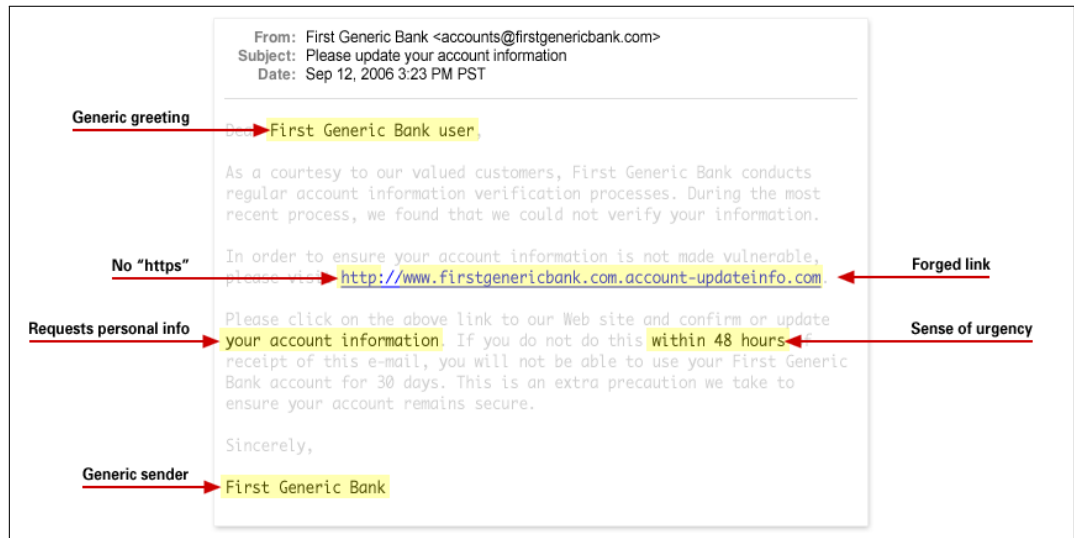 From: First Generic Bank <accounts@firstgenericbank.com>
Subject: Please update your account information
Date: Sep 12, 2006 3:23 PM PST
Generic greeting
First Generic Bank user,
As a courtesy to our valued customers, First Generic Bank conducts
regular account information verification processes. During the most
recent process, we found that we could not verify your information.
In order to ensure your account information is not made vulnerable,
No "https"
please visit http://www.firstgenericbank.com.account-updateinfo.com.
Forged link
Please click on the above link to our Web site and confirm or update
Requests personal info
your account information. If you do not do this within 48 hours of
Sense of urgency
receipt of this e-mail, you will not be able to use your First Generic
Bank account for 30 days. This is an extra precaution we take to
ensure your account remains secure.
Sincerely,
Generic sender
First Generic Bank